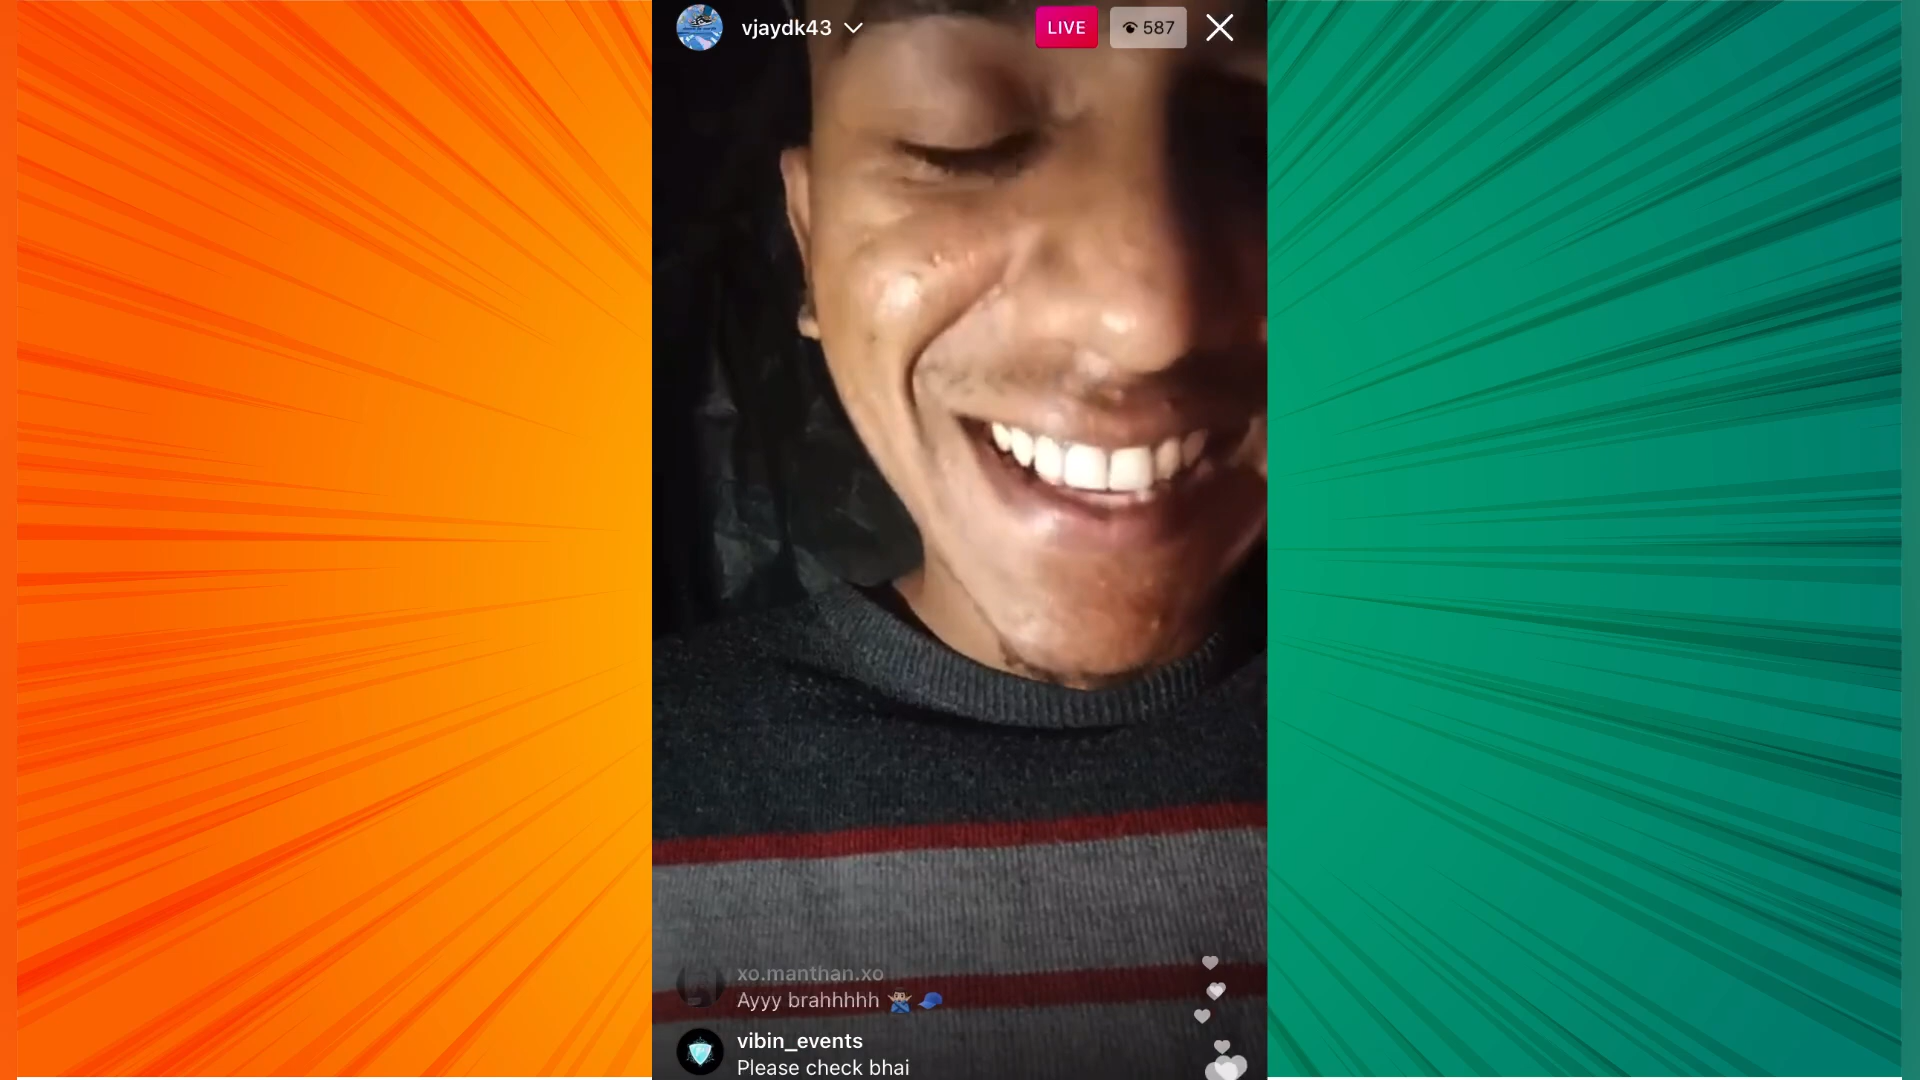 vjaydk43
LIVE
587
xo.manthan.xo
Ayyy brahhhhh 🙅🏽‍♂️ 🧢
vibin_events
Please check bhai